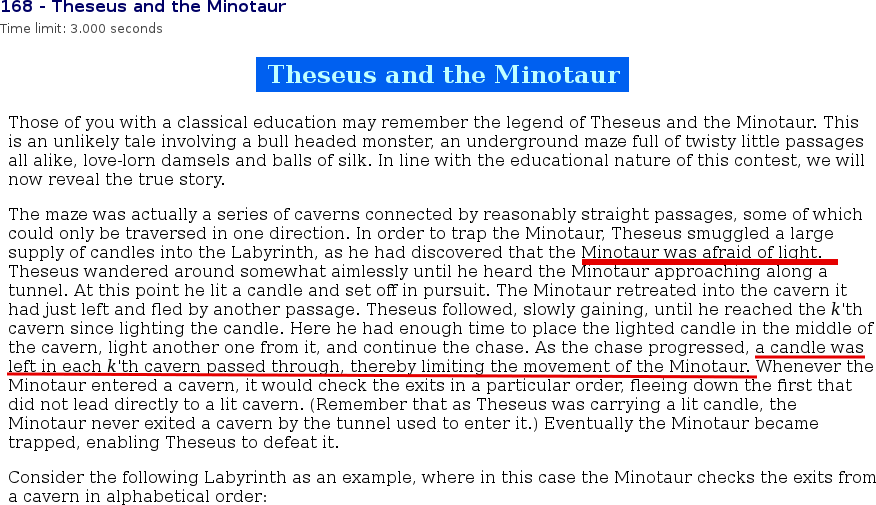 168 - Theseus and the Minotaur
Time limit: 3.000 seconds
Theseus and the Minotaur
Those of you with a classical education may remember the legend of Theseus and the Minotaur. This
is an unlikely tale involving a bull headed monster, an underground maze full of twisty little passages
all alike, love-lorn damsels and balls of silk. In line with the educational nature of this contest, we will
now reveal the true story.
The maze was actually a series of caverns connected by reasonably straight passages, some of which
could only be traversed in one direction. In order to trap the Minotaur, Theseus smuggled a large
supply of candles into the Labyrinth, as he had discovered that the Minotaur was afraid of light.
Theseus wandered around somewhat aimlessly until he heard the Minotaur approaching along a
tunnel. At this point he lit a candle and set off in pursuit. The Minotaur retreated into the cavern it
had just left and fled by another passage. Theseus followed, slowly gaining, until he reached the k'th
cavern since lighting the candle. Here he had enough time to place the lighted candle in the middle of
the cavern, light another one from it, and continue the chase. As the chase progressed, a candle was
left in each k'th cavern passed through, thereby limiting the movement of the Minotaur. Whenever the
Minotaur entered a cavern, it would check the exits in a particular order, fleeing down the first that
did not lead directly to a lit cavern. (Remember that as Theseus was carrying a lit candle, the
Minotaur never exited a cavern by the tunnel used to enter it.) Eventually the Minotaur became
trapped, enabling Theseus to defeat it.
Consider the following Labyrinth as an example, where in this case the Minotaur checks the exits from
a cavern in alphabetical order: